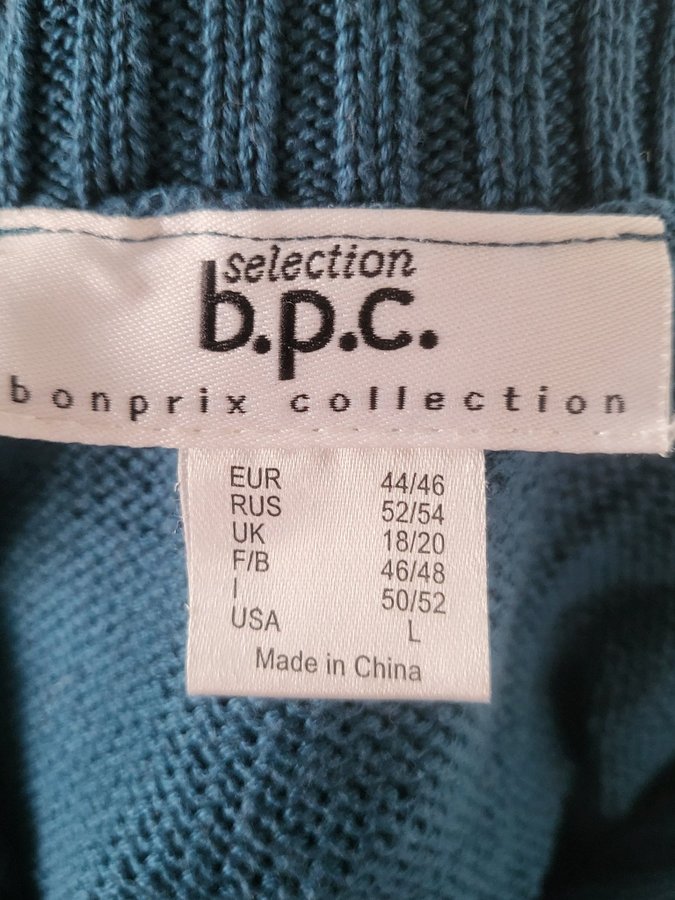 selection
b.p.c.
bonprix collection
EUR 44/46
RUS 52/54
UK 18/20
F/B 46/48
I 50/52
USA L
Made in China